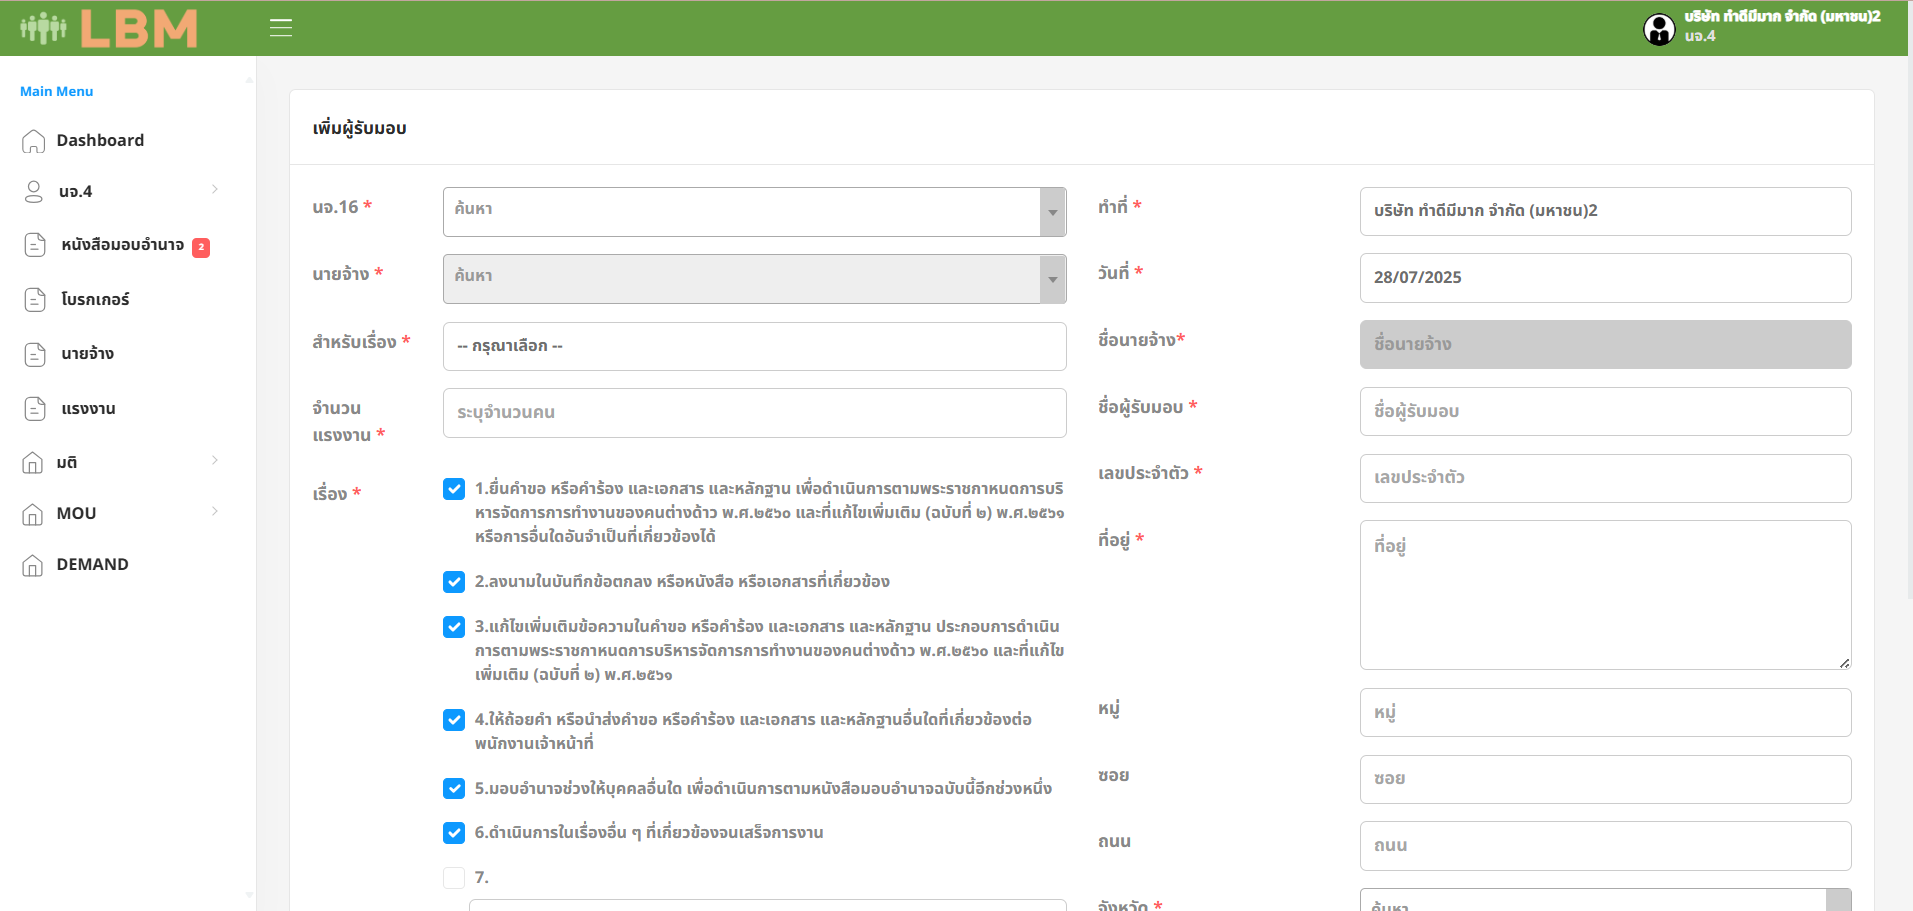 LBM
บริษัท ทำดีมีมาก จำกัด (มหาชน)2
นจ.4
Main Menu
Dashboard
นจ.4
หนังสือมอบอำนาจ 2
โบรกเกอร์
นายจ้าง
แรงงาน
มติ
MOU
DEMAND
เพิ่มผู้รับมอบ
นจ.16 *
ค้นหา
นายจ้าง *
ค้นหา
สำหรับเรื่อง *
-- กรุณาเลือก --
จำนวน
แรงงาน *
ระบุจำนวนคน
เรื่อง *
1.ยื่นคำขอ หรือคำร้อง และเอกสาร และหลักฐาน เพื่อดำเนินการตามพระราชกาหนดการบริ
หารจัดการการทำงานของคนต่างด้าว พ.ศ.๒๕๖๐ และที่แก้ไขเพิ่มเติม (ฉบับที่ ๒) พ.ศ.๒๕๖๑
หรือการอื่นใดอันจำเป็นที่เกี่ยวข้องได้
2.ลงนามในบันทึกข้อตกลง หรือหนังสือ หรือเอกสารที่เกี่ยวข้อง
3.แก้ไขเพิ่มเติมข้อความในคำขอ หรือคำร้อง และเอกสาร และหลักฐาน ประกอบการดำเนิน
การตามพระราชกาหนดการบริหารจัดการการทำงานของคนต่างด้าว พ.ศ.๒๕๖๐ และที่แก้ไข
เพิ่มเติม (ฉบับที่ ๒) พ.ศ.๒๕๖๑
4.ให้ถ้อยคำ หรือนำส่งคำขอ หรือคำร้อง และเอกสาร และหลักฐานอื่นใดที่เกี่ยวข้องต่อ
พนักงานเจ้าหน้าที่
5.มอบอำนาจช่วงให้บุคคลอื่นใด เพื่อดำเนินการตามหนังสือมอบอำนาจฉบับนี้อีกช่วงหนึ่ง
6.ดำเนินการในเรื่องอื่น ๆ ที่เกี่ยวข้องจนเสร็จการงาน
7.
ทำที่ *
บริษัท ทำดีมีมาก จำกัด (มหาชน)2
วันที่ *
28/07/2025
ชื่อนายจ้าง*
ชื่อนายจ้าง
ชื่อผู้รับมอบ *
ชื่อผู้รับมอบ
เลขประจำตัว *
เลขประจำตัว
ที่อยู่ *
ที่อยู่
หมู่
หมู่
ซอย
ซอย
ถนน
ถนน
จังหวัด *
ค้นหา